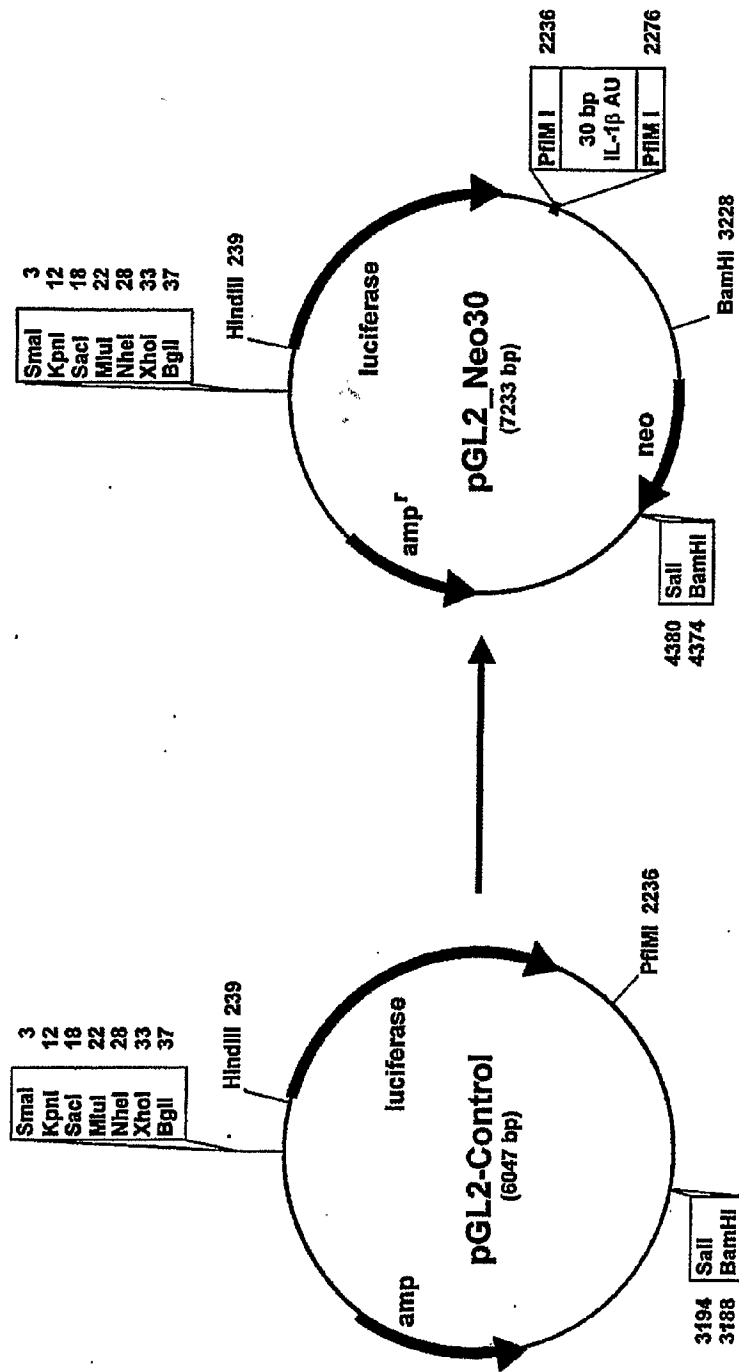 SmaI 3
KpnI 12
SacI 18
MluI 22
NheI 28
XhoI 33
BglI 37
HindIII 239
luciferase
amp
pGL2-Control
(6047 bp)
PflMI 2236
3194 SalI
3188 BamHI
SmaI 3
KpnI 12
SacI 18
MluI 22
NheI 28
XhoI 33
BglI 37
HindIII 239
luciferase
ampʳ
pGL2_Neo30
(7233 bp)
neo
PflM I 2236
30 bp
IL-1β AU
PflM I 2276
BamHI 3228
4380 SalI
4374 BamHI